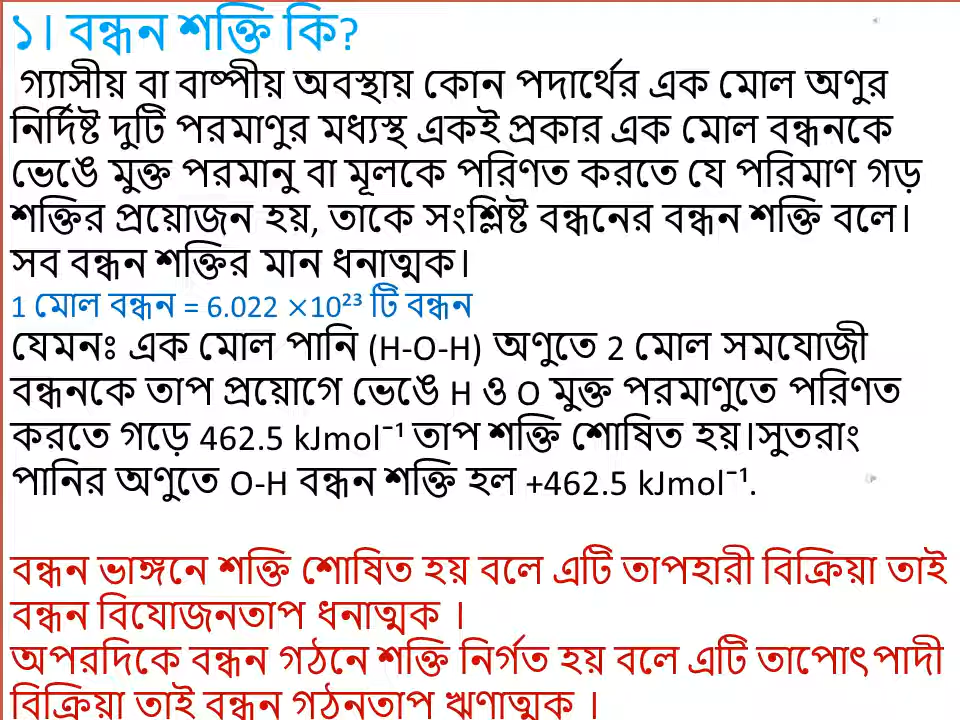 ১। বন্ধন শক্তি কি?
গ্যাসীয় বা বাষ্পীয় অবস্থায় কোন পদার্থের এক মোল অণুর
নির্দিষ্ট দুটি পরমাণুর মধ্যস্থ একই প্রকার এক মোল বন্ধনকে
ভেঙে মুক্ত পরমানু বা মূলকে পরিণত করতে যে পরিমাণ গড়
শক্তির প্রয়োজন হয়, তাকে সংশ্লিষ্ট বন্ধনের বন্ধন শক্তি বলে।
সব বন্ধন শক্তির মান ধনাত্মক।
1 মোল বন্ধন = 6.022 ×10²³ টি বন্ধন
যেমনঃ এক মোল পানি (H-O-H) অণুতে 2 মোল সমযোজী
বন্ধনকে তাপ প্রয়োগে ভেঙে H ও O মুক্ত পরমাণুতে পরিণত
করতে গড়ে 462.5 kJmol⁻¹ তাপ শক্তি শোষিত হয়।সুতরাং
পানির অণুতে O-H বন্ধন শক্তি হল +462.5 kJmol⁻¹.
বন্ধন ভাঙ্গনে শক্তি শোষিত হয় বলে এটি তাপহারী বিক্রিয়া তাই
বন্ধন বিযোজনতাপ ধনাত্মক ।
অপরদিকে বন্ধন গঠনে শক্তি নির্গত হয় বলে এটি তাপোৎপাদী
বিক্রিয়া তাই বন্ধন গঠনতাপ ঋণাত্মক ।